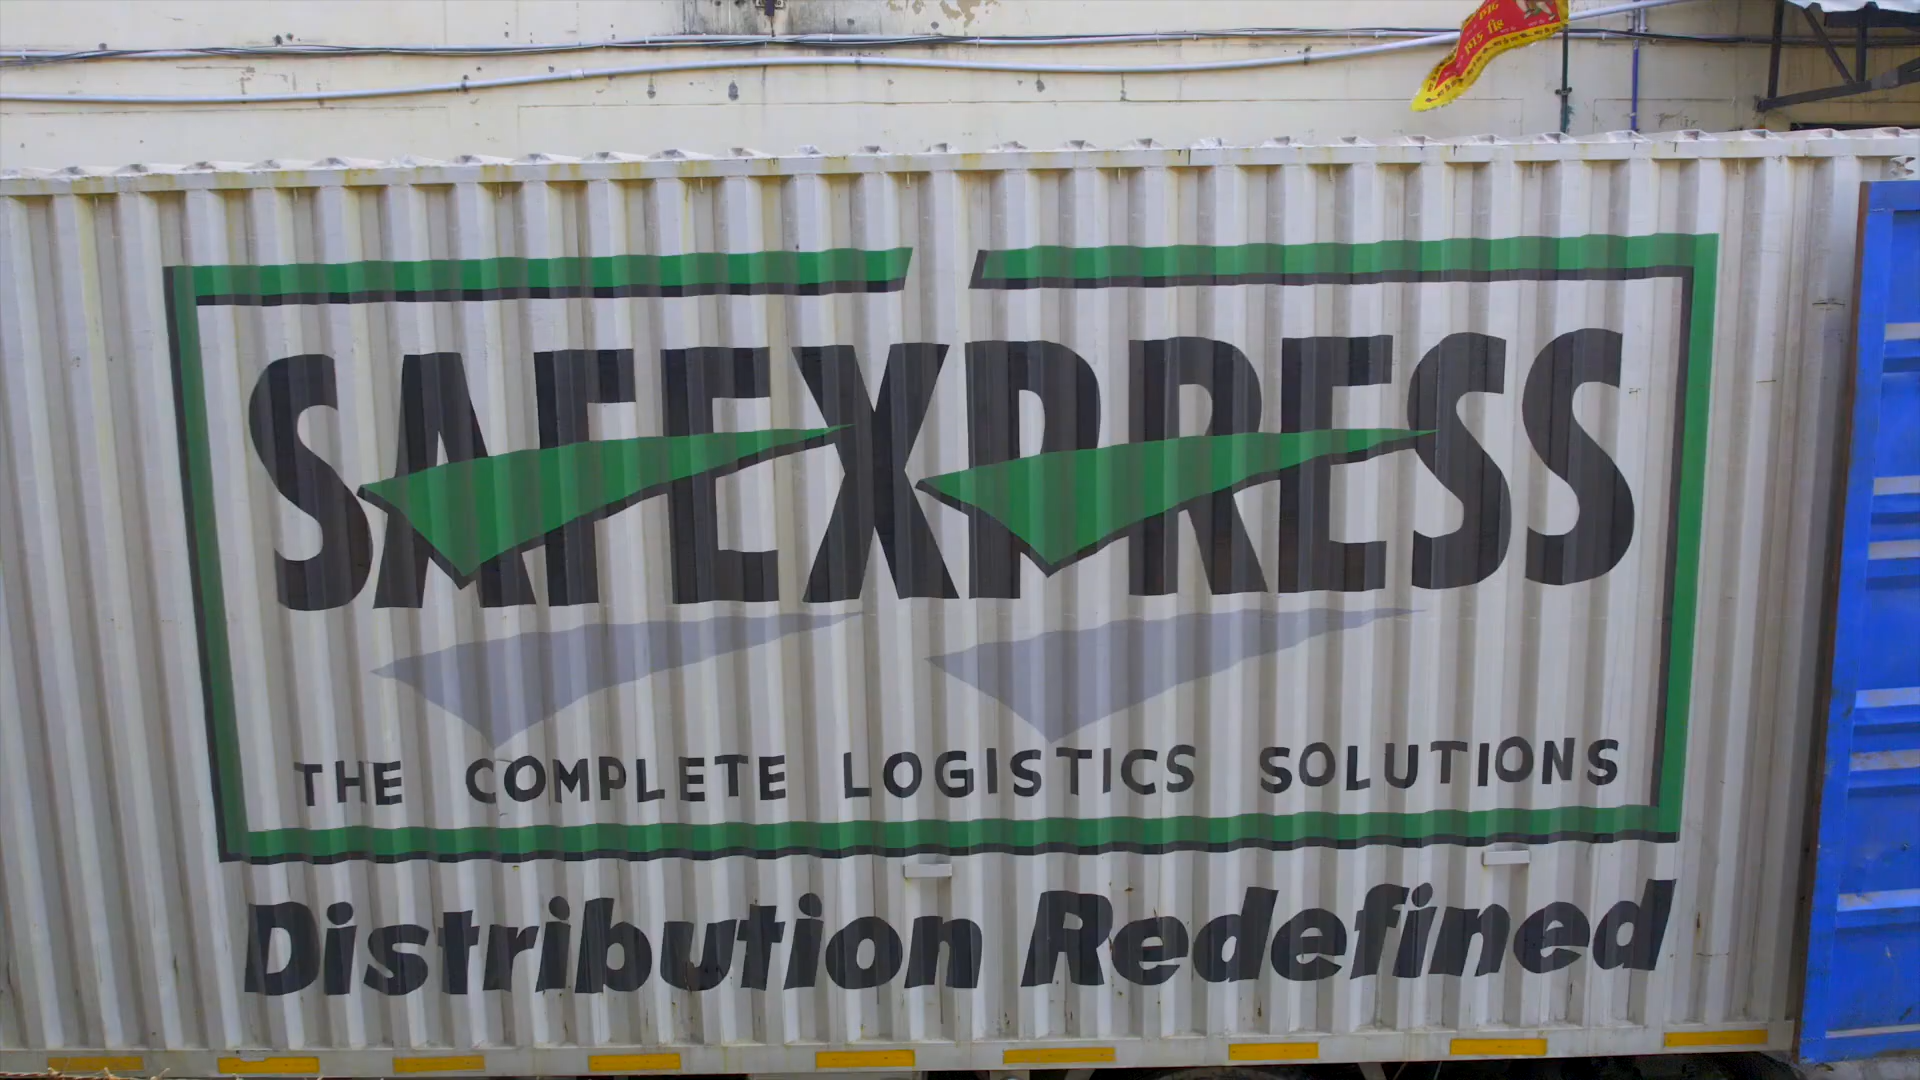 SAFEXPRESS
THE COMPLETE LOGISTICS SOLUTIONS
Distribution Redefined